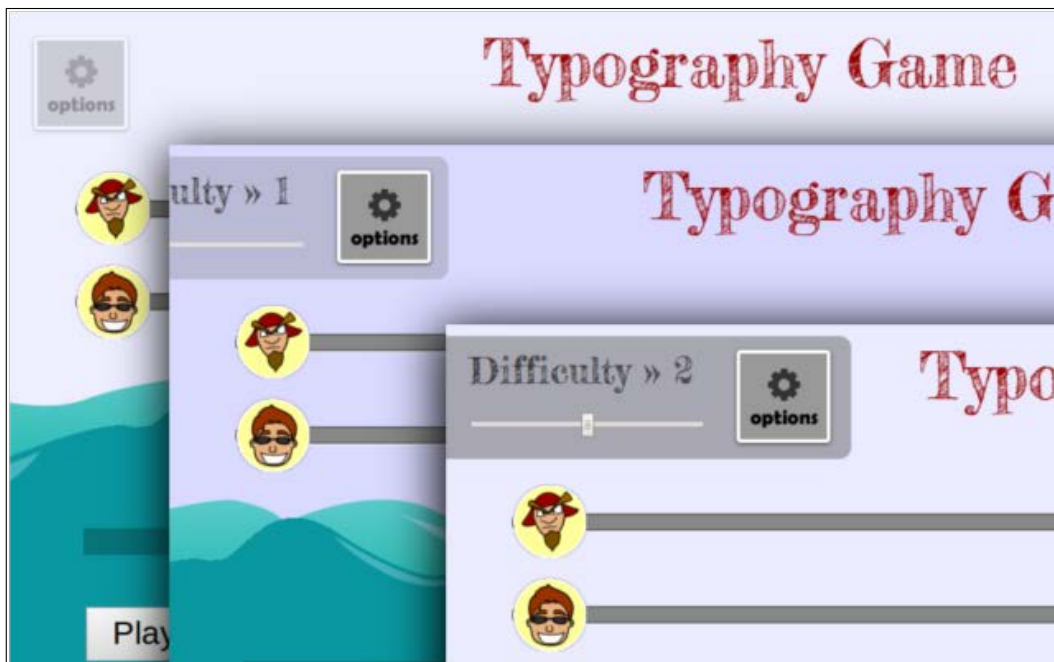 Typography Game
options
ulty » 1
options
Typography G
Difficulty » 2
options
Typo
Play